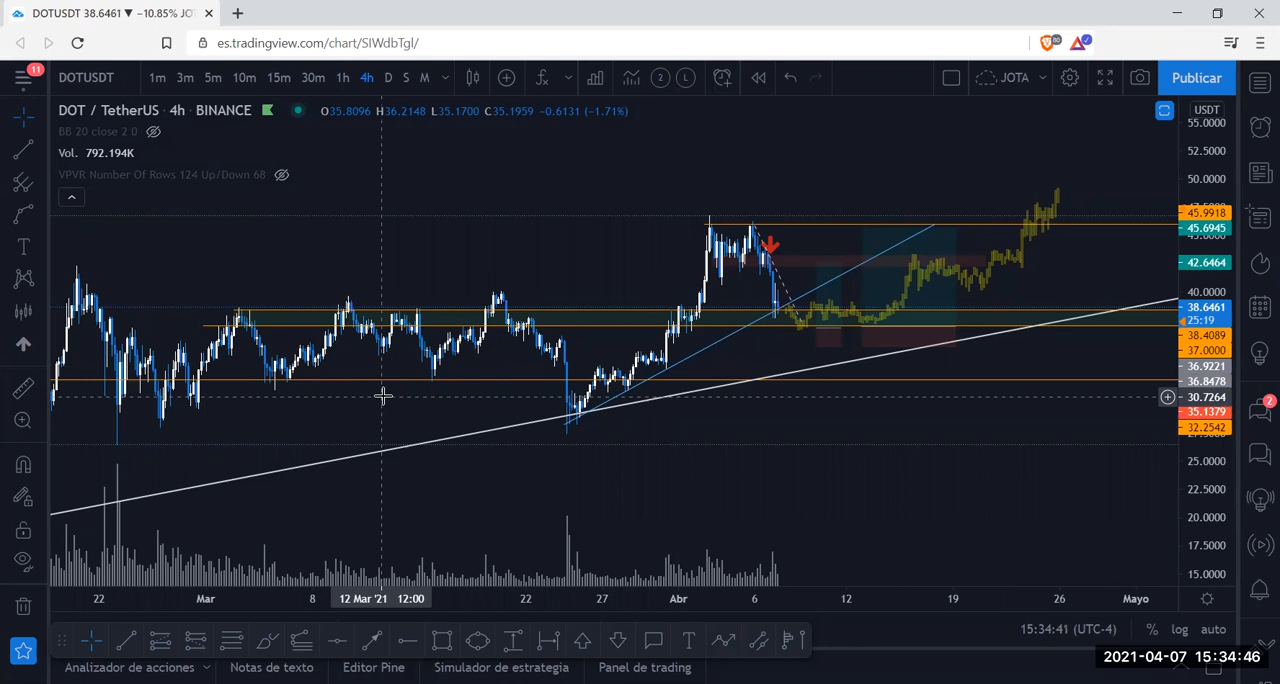 DOTUSDT 38.6461 ▼ −10.85% JO
es.tradingview.com/chart/SIWdbTgl/
80
11
DOTUSDT 1m 3m 5m 10m 15m 30m 1h 4h D S M 2 L JOTA Publicar
DOT / TetherUS · 4h · BINANCE O35.8096 H36.2148 L35.1700 C35.1959 −0.6131 (−1.71%)
USDT
BB 20 close 2 0
Vol. 792.194K
VPVR Number Of Rows 124 Up/Down 68
55.0000
52.5000
50.0000
45.9918
45.6945
42.6464
40.0000
38.6461
25:19
38.4089
37.0000
36.9221
36.8478
30.7264
35.1379
32.2542
25.0000
22.5000
20.0000
17.5000
15.0000
2
22 Mar 8 12 Mar '21 12:00 22 27 Abr 6 12 19 26 Mayo
15:34:41 (UTC-4) % log auto
T T
Analizador de acciones Notas de texto Editor Pine Simulador de estrategia Panel de trading
2021-04-07 15:34:46